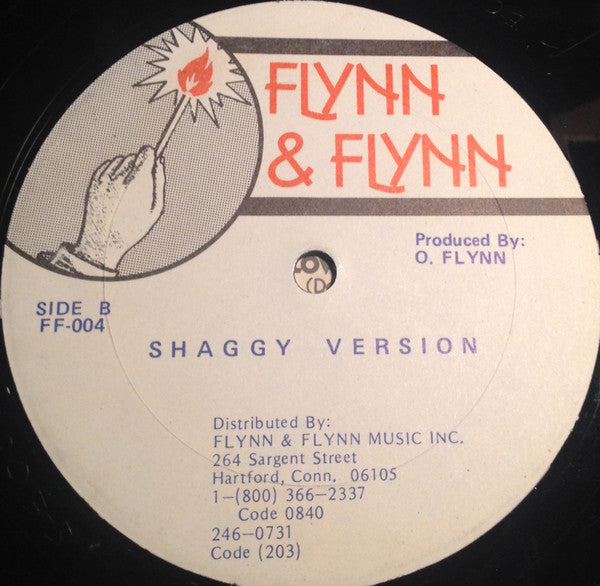 FLYNN
& FLYNN
Produced By:
O. FLYNN
SIDE B
FF-004
SHAGGY VERSION
Distributed By:
FLYNN & FLYNN MUSIC INC.
264 Sargent Street
Hartford, Conn. 06105
1-(800) 366-2337
Code 0840
246-0731
Code (203)